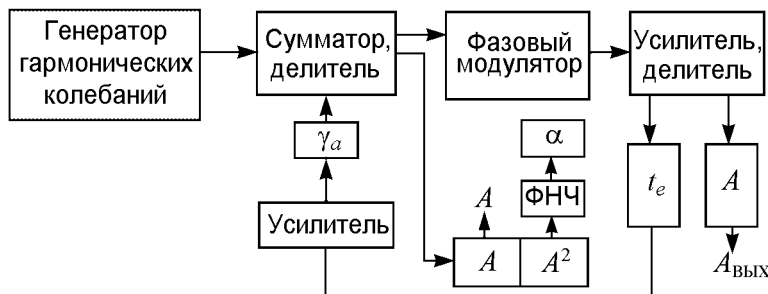 Генератор
гармонических
колебаний
Сумматор,
делитель
Фазовый
модулятор
Усилитель,
делитель
γa
α
ФНЧ
A
te
A
Усилитель
A
A²
Aвых